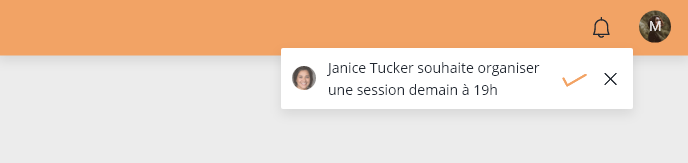 M
Janice Tucker souhaite organiser
une session demain à 19h